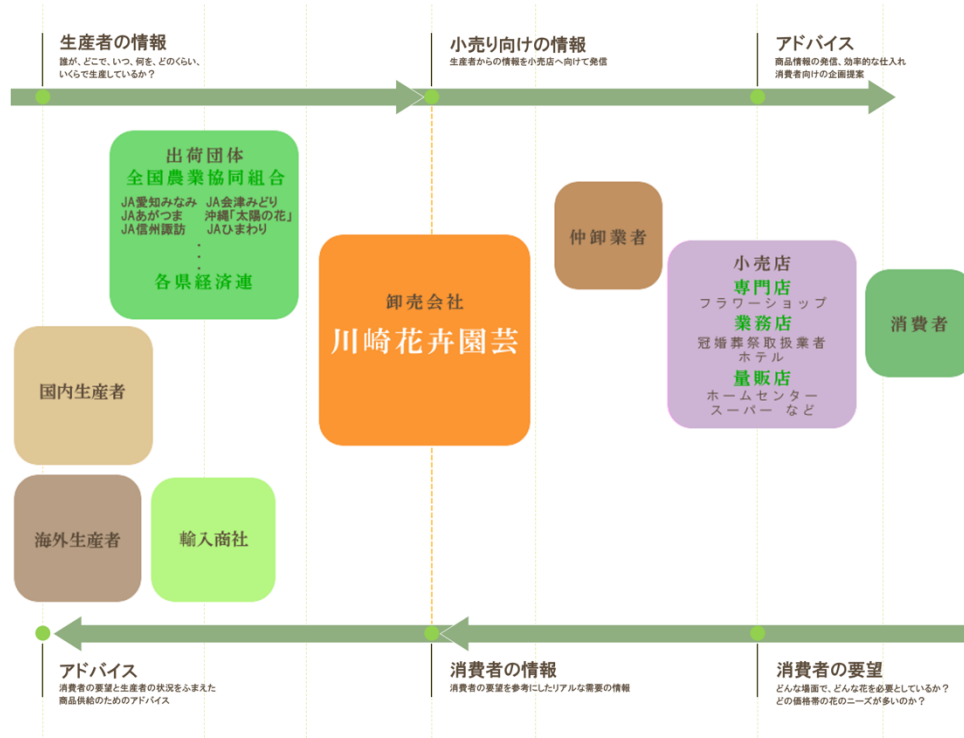 生産者の情報
誰が、どこで、いつ、何を、どのくらい、
いくらで生産しているか？
小売り向けの情報
生産者からの情報を小売店へ向けて発信
アドバイス
商品情報の発信、効率的な仕入れ
消費者向けの企画提案
出荷団体
全国農業協同組合
JA愛知みなみ JA会津みどり
JAあがつま 沖縄「太陽の花」
JA信州諏訪 JAひまわり
・
・
・
各県経済連
国内生産者
海外生産者
輸入商社
卸売会社
川崎花卉園芸
仲卸業者
小売店
専門店
フラワーショップ
業務店
冠婚葬祭取扱業者
ホテル
量販店
ホームセンター
スーパー など
消費者
アドバイス
消費者の要望と生産者の状況をふまえた
商品供給のためのアドバイス
消費者の情報
消費者の要望を参考にしたリアルな需要の情報
消費者の要望
どんな場面で、どんな花を必要としているか？
どの価格帯の花のニーズが多いのか？